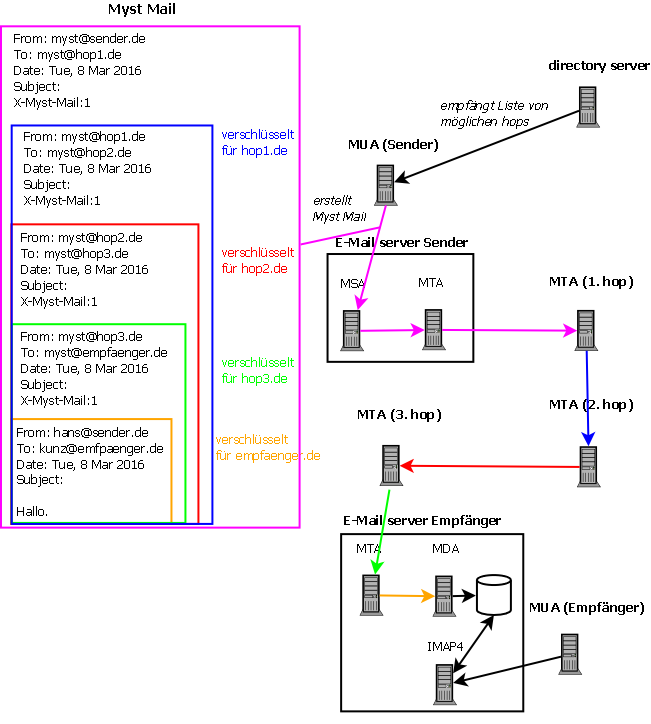 Myst Mail
From: myst@sender.de
To: myst@hop1.de
Date: Tue, 8 Mar 2016
Subject:
X-Myst-Mail:1
From: myst@hop1.de
To: myst@hop2.de
Date: Tue, 8 Mar 2016
Subject:
X-Myst-Mail:1
verschlüsselt
für hop1.de
From: myst@hop2.de
To: myst@hop3.de
Date: Tue, 8 Mar 2016
Subject:
X-Myst-Mail:1
verschlüsselt
für hop2.de
From: myst@hop3.de
To: myst@empfaenger.de
Date: Tue, 8 Mar 2016
Subject:
X-Myst-Mail:1
verschlüsselt
für hop3.de
From: hans@sender.de
To: kunz@emfpaenger.de
Date: Tue, 8 Mar 2016
Subject:
Hallo.
verschlüsselt
für empfaenger.de
directory server
empfängt Liste von
möglichen hops
MUA (Sender)
erstellt
Myst Mail
E-Mail server Sender
MSA
MTA
MTA (1. hop)
MTA (2. hop)
MTA (3. hop)
E-Mail server Empfänger
MTA
MDA
IMAP4
MUA (Empfänger)